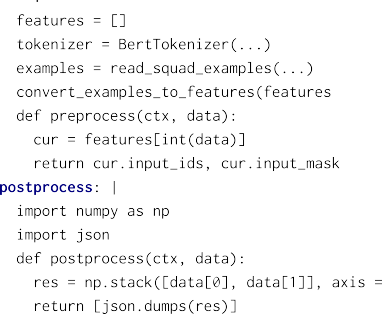 features = []
tokenizer = BertTokenizer(...)
examples = read_squad_examples(...)
convert_examples_to_features(features
def preprocess(ctx, data):
cur = features[int(data)]
return cur.input_ids, cur.input_mask
postprocess: |
import numpy as np
import json
def postprocess(ctx, data):
res = np.stack([data[0], data[1]], axis =
return [json.dumps(res)]